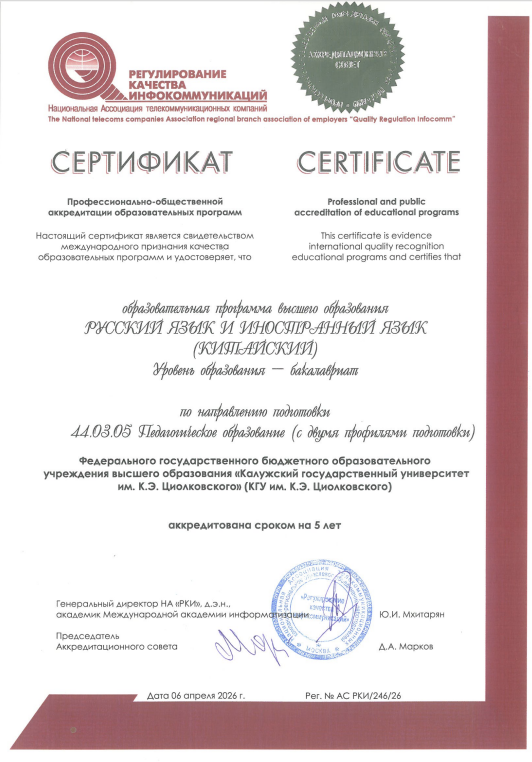 РЕГУЛИРОВАНИЕ
КАЧЕСТВА
ИНФОКОММУНИКАЦИЙ
Национальная Ассоциация телекоммуникационных компаний
The National telecoms companies Association regional branch association of employers "Quality Regulation Infocomm"
АККРЕДИТАЦИОННЫЙ
СОВЕТ
СЕРТИФИКАТ
Профессионально-общественной
аккредитации образовательных программ
Настоящий сертификат является свидетельством
международного признания качества
образовательных программ и удостоверяет, что
CERTIFICATE
Professional and public
accreditation of educational programs
This certificate is evidence
international quality recognition
educational programs and certifies that
образовательная программа высшего образования
РУССКИЙ ЯЗЫК И ИНОСТРАННЫЙ ЯЗЫК
(КИТАЙСКИЙ)
Уровень образования — бакалавриат
по направлению подготовки
44.03.05 Педагогическое образование (с двумя профилями подготовки)
Федерального государственного бюджетного образовательного
учреждения высшего образования «Калужский государственный университет
им. К.Э. Циолковского» (КГУ им. К.Э. Циолковского)
аккредитована сроком на 5 лет
Генеральный директор НА «РКИ», д.э.н.,
академик Международной академии информатизации
Ю.И. Мхитарян
«Регулирование
качества
инфокоммуникаций»
МОСКВА
Председатель
Аккредитационного совета
Д.А. Марков
Дата 06 апреля 2026 г.
Рег. № АС РКИ/246/26